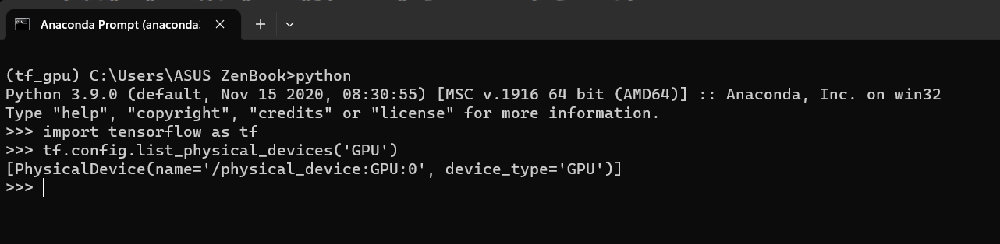 Anaconda Prompt (anaconda:
(tf_gpu) C:\Users\ASUS ZenBook>python
Python 3.9.0 (default, Nov 15 2020, 08:30:55) [MSC v.1916 64 bit (AMD64)] :: Anaconda, Inc. on win32
Type "help", "copyright", "credits" or "license" for more information.
>>> import tensorflow as tf
>>> tf.config.list_physical_devices('GPU')
[PhysicalDevice(name='/physical_device:GPU:0', device_type='GPU')]
>>>